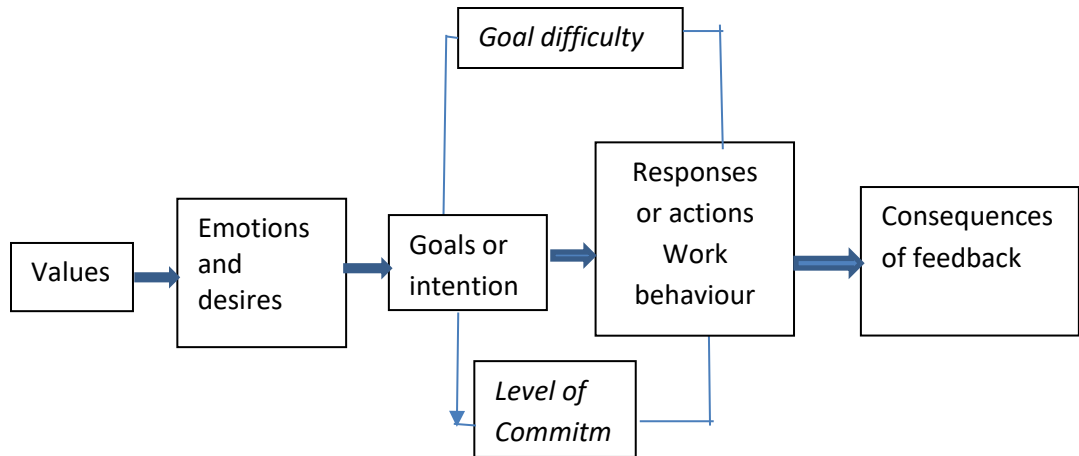 Goal difficulty
Values
Emotions
and
desires
Goals or
intention
Responses
or actions
Work
behaviour
Consequences
of feedback
Level of
Commitm